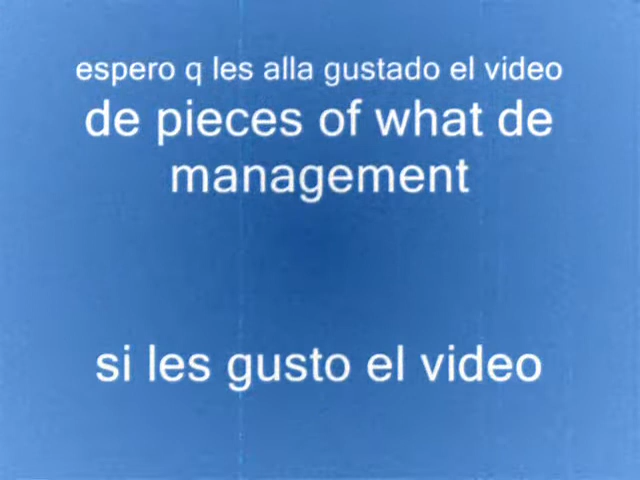 espero q les alla gustado el video
de pieces of what de
management
si les gusto el video